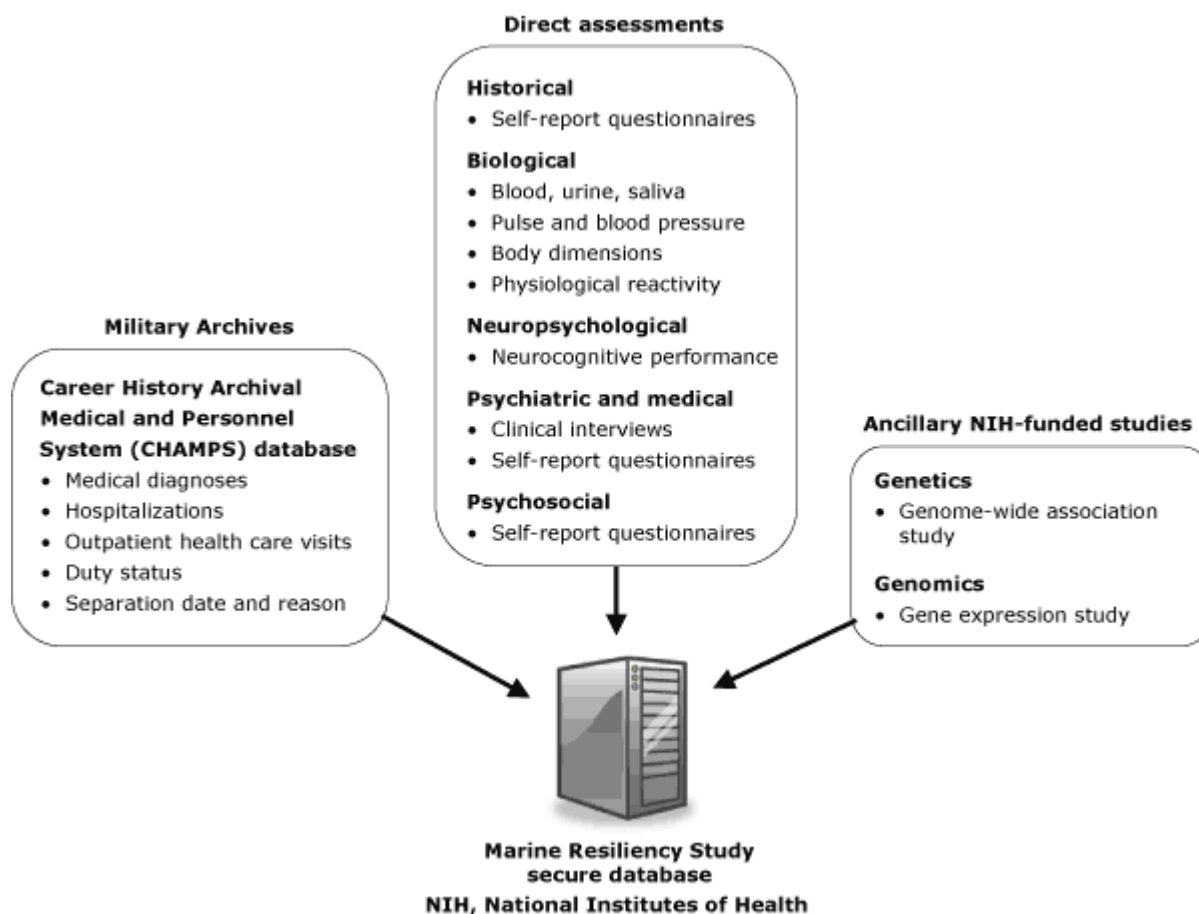 Direct assessments
Historical
• Self-report questionnaires
Biological
• Blood, urine, saliva
• Pulse and blood pressure
• Body dimensions
• Physiological reactivity
Neuropsychological
• Neurocognitive performance
Psychiatric and medical
• Clinical interviews
• Self-report questionnaires
Psychosocial
• Self-report questionnaires
Military Archives
Career History Archival
Medical and Personnel
System (CHAMPS) database
• Medical diagnoses
• Hospitalizations
• Outpatient health care visits
• Duty status
• Separation date and reason
Ancillary NIH-funded studies
Genetics
• Genome-wide association
study
Genomics
• Gene expression study
Marine Resiliency Study
secure database
NIH, National Institutes of Health